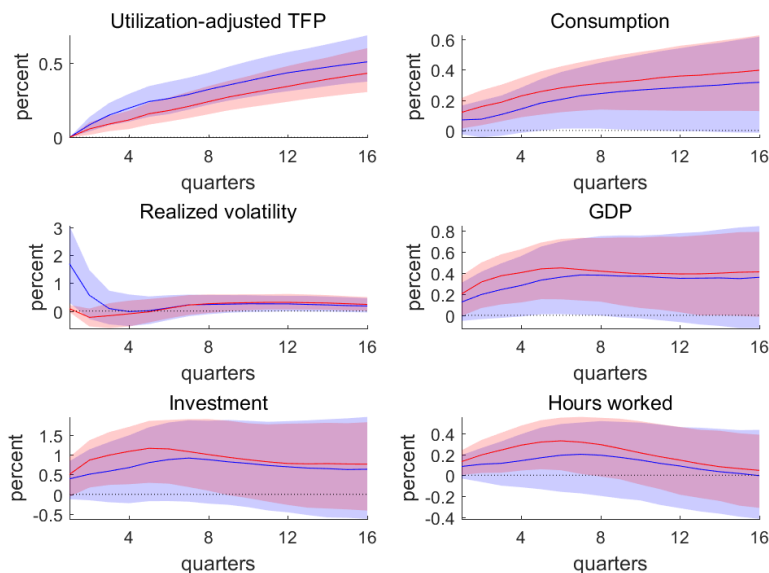 Utilization-adjusted TFP
percent
0.5
0
4 8 12 16
quarters
Consumption
percent
0.6
0.4
0.2
0
4 8 12 16
quarters
Realized volatility
percent
3
2
1
0
4 8 12 16
quarters
GDP
percent
0.8
0.6
0.4
0.2
0
4 8 12 16
quarters
Investment
percent
1.5
1
0.5
0
-0.5
4 8 12 16
quarters
Hours worked
percent
0.4
0.2
0
-0.2
-0.4
4 8 12 16
quarters